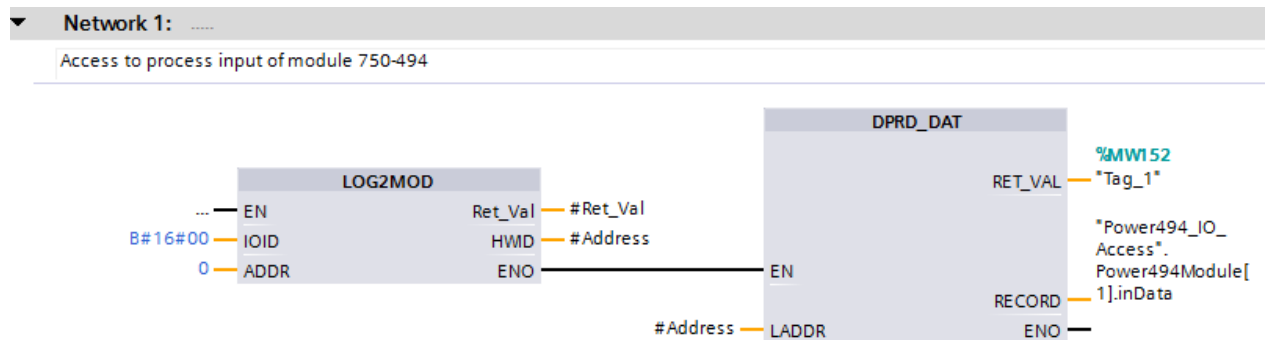 Network 1: .....
Access to process input of module 750-494
DPRD_DAT
%MW152
RET_VAL "Tag_1"
LOG2MOD
... EN Ret_Val #Ret_Val
B#16#00 IOID HWID #Address
0 ADDR ENO EN
"Power494_IO_
Access".
Power494Module[
RECORD 1].inData
#Address LADDR ENO